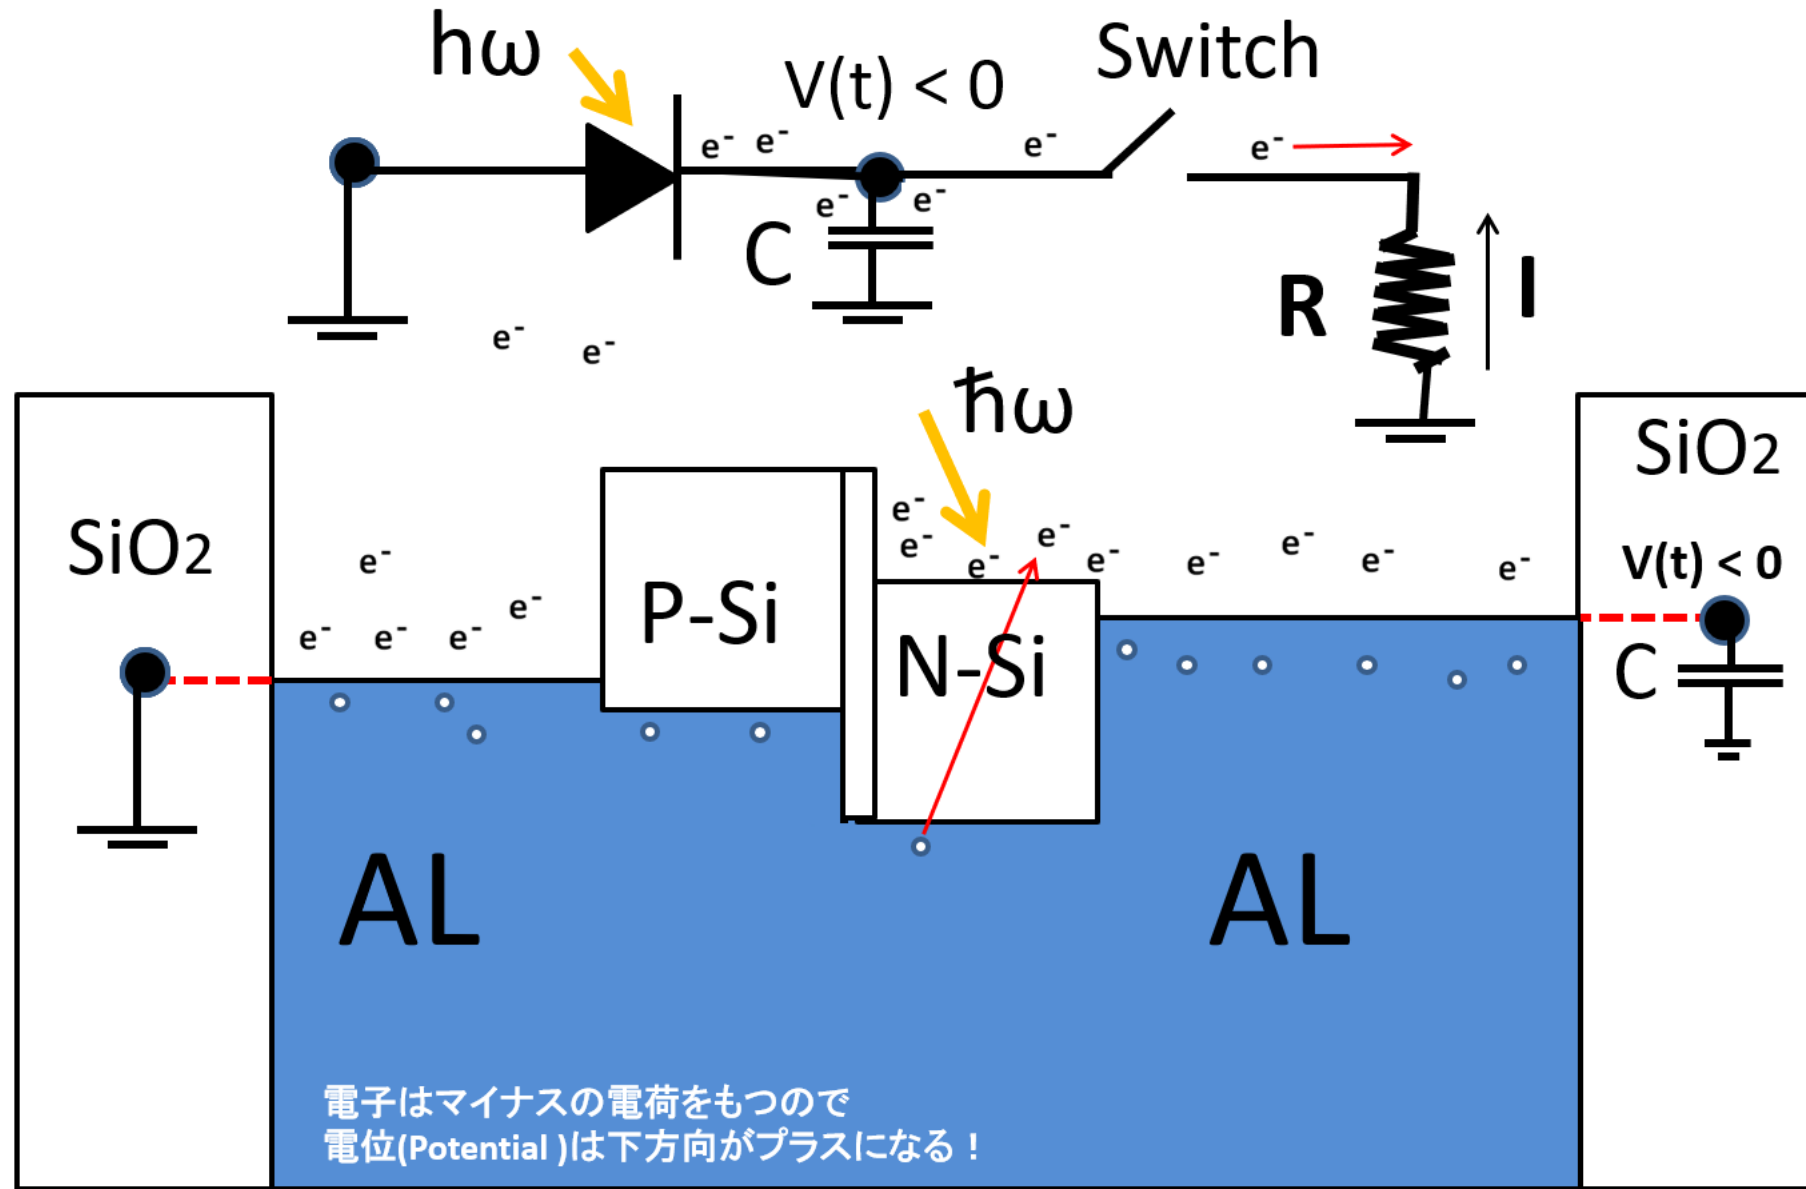 hω
V(t) < 0
Switch
e⁻ e⁻
e⁻
e⁻
e⁻ e⁻
C
R
I
e⁻
e⁻
ħω
SiO2
SiO2
V(t) < 0
e⁻
e⁻
e⁻
e⁻
e⁻
e⁻
e⁻
e⁻
e⁻
e⁻
e⁻
e⁻ e⁻ e⁻
e⁻
P-Si
N-Si
C
AL
AL
電子はマイナスの電荷をもつので
電位(Potential )は下方向がプラスになる！